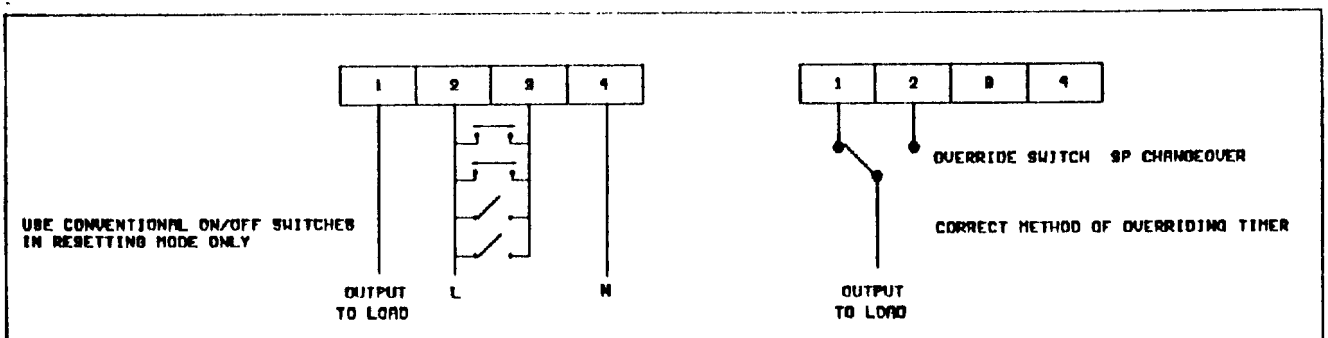 1 2 3 4
1 2 3 4
OVERRIDE SWITCH SP CHANGEOVER
USE CONVENTIONAL ON/OFF SWITCHES
IN RESETTING MODE ONLY
CORRECT METHOD OF OVERRIDING TIMER
OUTPUT
TO LOAD
L
N
OUTPUT
TO LOAD